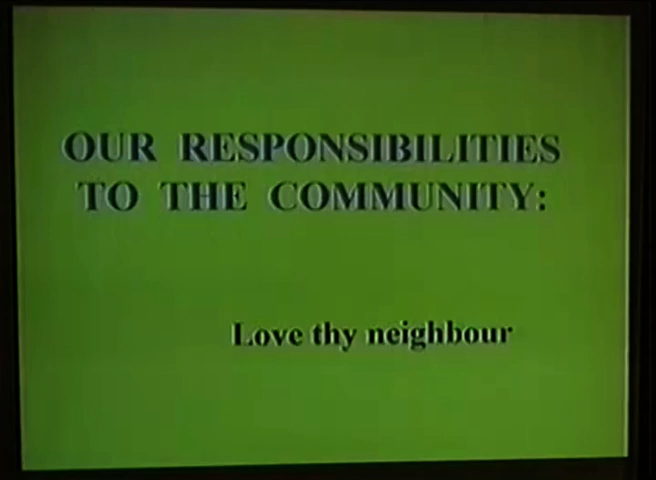 OUR RESPONSIBILITIES
TO THE COMMUNITY:
Love thy neighbour